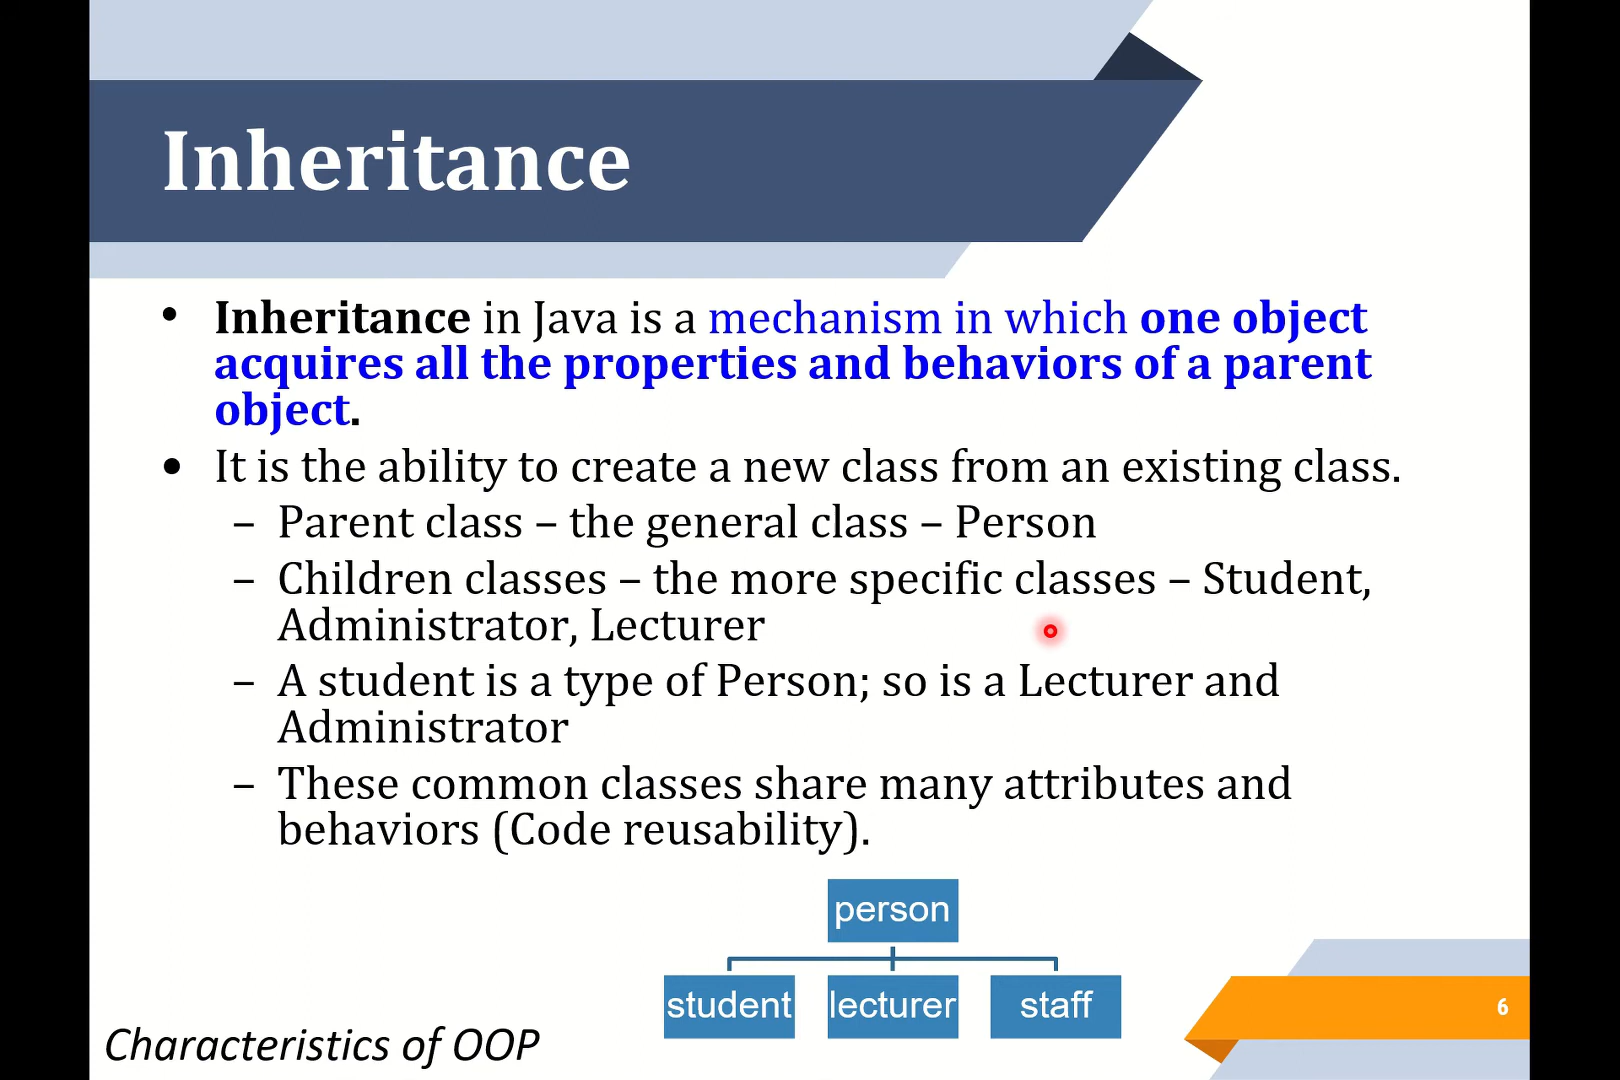 Inheritance
• Inheritance in Java is a mechanism in which one object
acquires all the properties and behaviors of a parent
object.
• It is the ability to create a new class from an existing class.
– Parent class – the general class – Person
– Children classes – the more specific classes – Student,
Administrator, Lecturer
– A student is a type of Person; so is a Lecturer and
Administrator
– These common classes share many attributes and
behaviors (Code reusability).
person
student lecturer staff
6
Characteristics of OOP